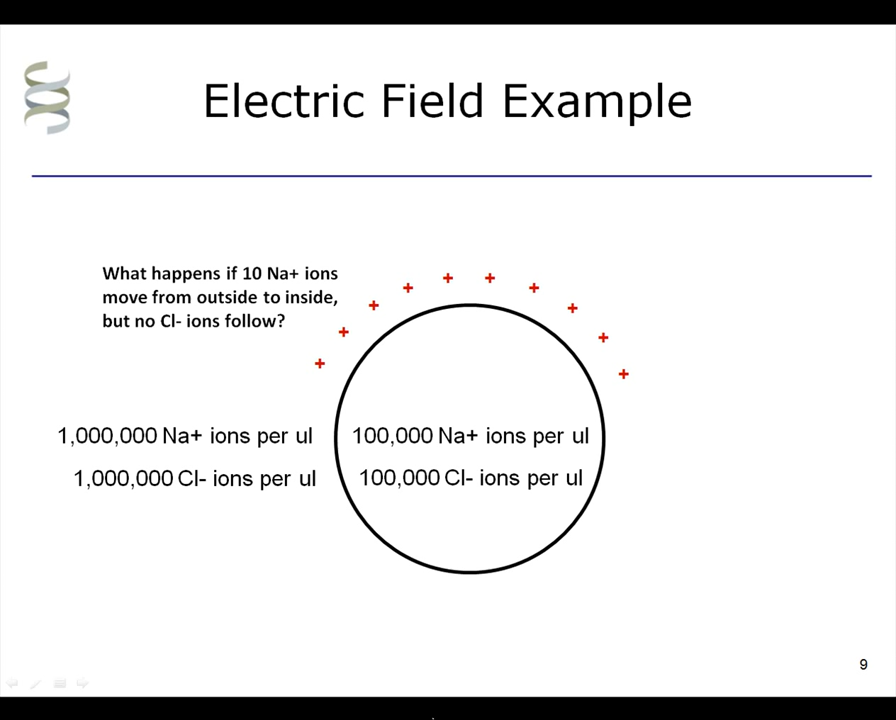 Electric Field Example
What happens if 10 Na+ ions
move from outside to inside,
but no Cl- ions follow?
+ + + + + + + + + +
1,000,000 Na+ ions per ul
1,000,000 Cl- ions per ul
100,000 Na+ ions per ul
100,000 Cl- ions per ul
9